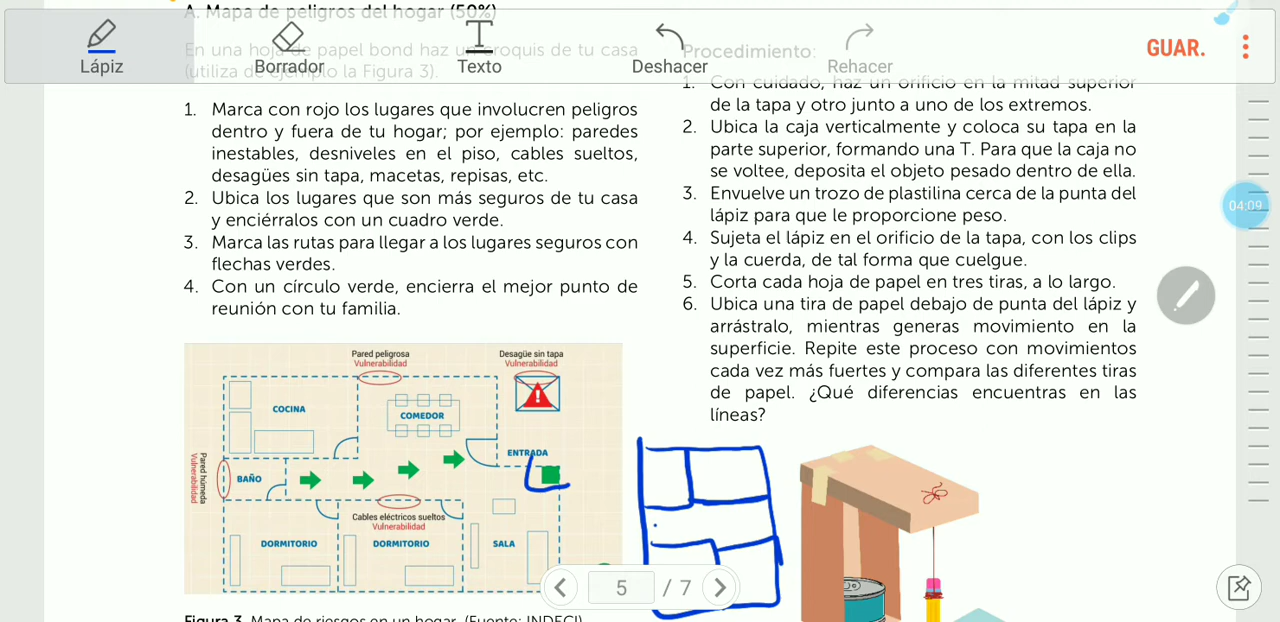 A. Mapa de peligros del hogar (50%)
Lápiz
Borrador
Texto
Deshacer
Rehacer
GUAR.
En una hoja de papel bond haz un croquis de tu casa
(utiliza de ejemplo la Figura 3).
1. Marca con rojo los lugares que involucren peligros
dentro y fuera de tu hogar; por ejemplo: paredes
inestables, desniveles en el piso, cables sueltos,
desagües sin tapa, macetas, repisas, etc.
2. Ubica los lugares que son más seguros de tu casa
y enciérralos con un cuadro verde.
3. Marca las rutas para llegar a los lugares seguros con
flechas verdes.
4. Con un círculo verde, encierra el mejor punto de
reunión con tu familia.
Pared peligrosa
Vulnerabilidad
Desagüe sin tapa
Vulnerabilidad
COCINA
COMEDOR
ENTRADA
Pared húmeda
Vulnerabilidad
BAÑO
Cables eléctricos sueltos
Vulnerabilidad
DORMITORIO
DORMITORIO
SALA
Figura 3. Mapa de riesgos en un hogar. (Fuente: INDECI)
Procedimiento:
1. Con cuidado, haz un orificio en la mitad superior
de la tapa y otro junto a uno de los extremos.
2. Ubica la caja verticalmente y coloca su tapa en la
parte superior, formando una T. Para que la caja no
se voltee, deposita el objeto pesado dentro de ella.
3. Envuelve un trozo de plastilina cerca de la punta del
lápiz para que le proporcione peso.
4. Sujeta el lápiz en el orificio de la tapa, con los clips
y la cuerda, de tal forma que cuelgue.
5. Corta cada hoja de papel en tres tiras, a lo largo.
6. Ubica una tira de papel debajo de punta del lápiz y
arrástralo, mientras generas movimiento en la
superficie. Repite este proceso con movimientos
cada vez más fuertes y compara las diferentes tiras
de papel. ¿Qué diferencias encuentras en las
líneas?
04:09
5 / 7